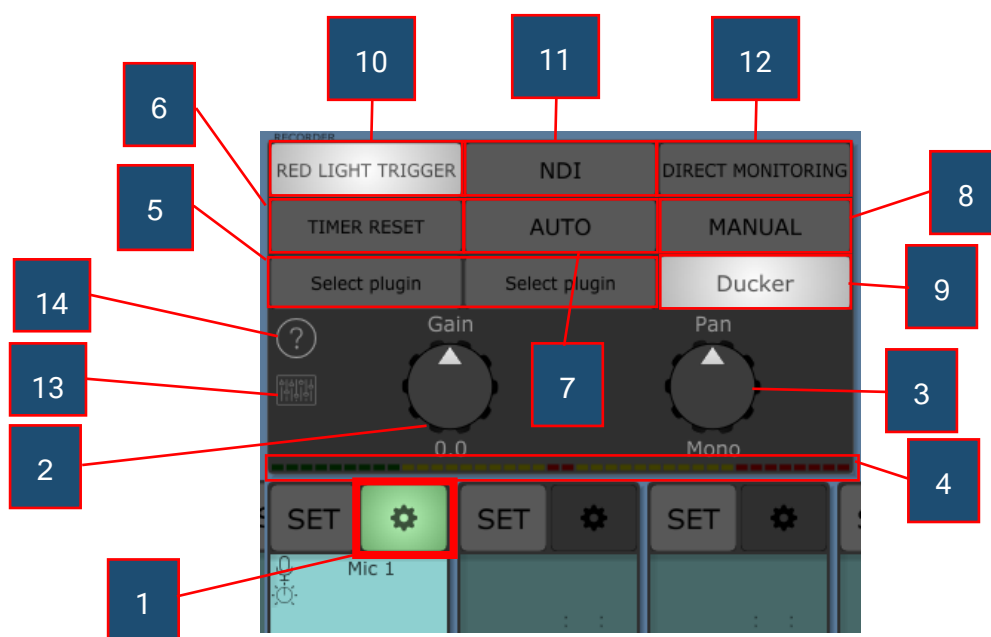 10
11
12
6
RECORDER
RED LIGHT TRIGGER
NDI
DIRECT MONITORING
8
5
TIMER RESET
AUTO
MANUAL
Select plugin
Select plugin
Ducker
9
14
?
Gain
Pan
13
7
3
2
0.0
Mono
4
SET
SET
SET
1
Mic 1
: :
: :